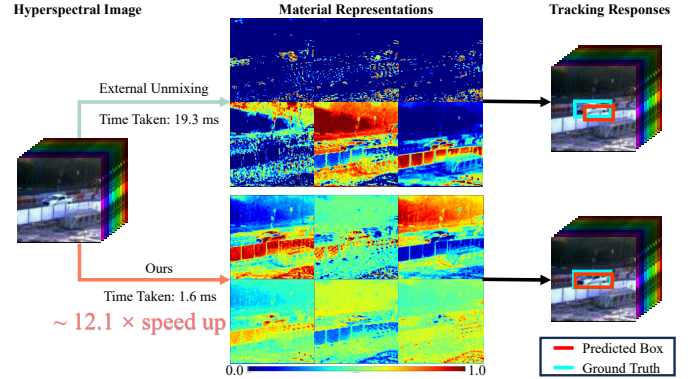 Hyperspectral Image
Material Representations
Tracking Responses
External Unmixing
Time Taken: 19.3 ms
Ours
Time Taken: 1.6 ms
~ 12.1 × speed up
0.0
1.0
Predicted Box
Ground Truth